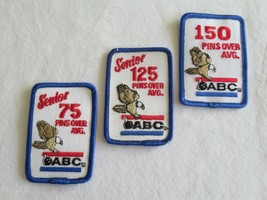 Senior
75
PINS OVER
AVG.
ABC
Senior
125
PINS OVER
AVG.
ABC
150
PINS OVER
AVG.
ABC